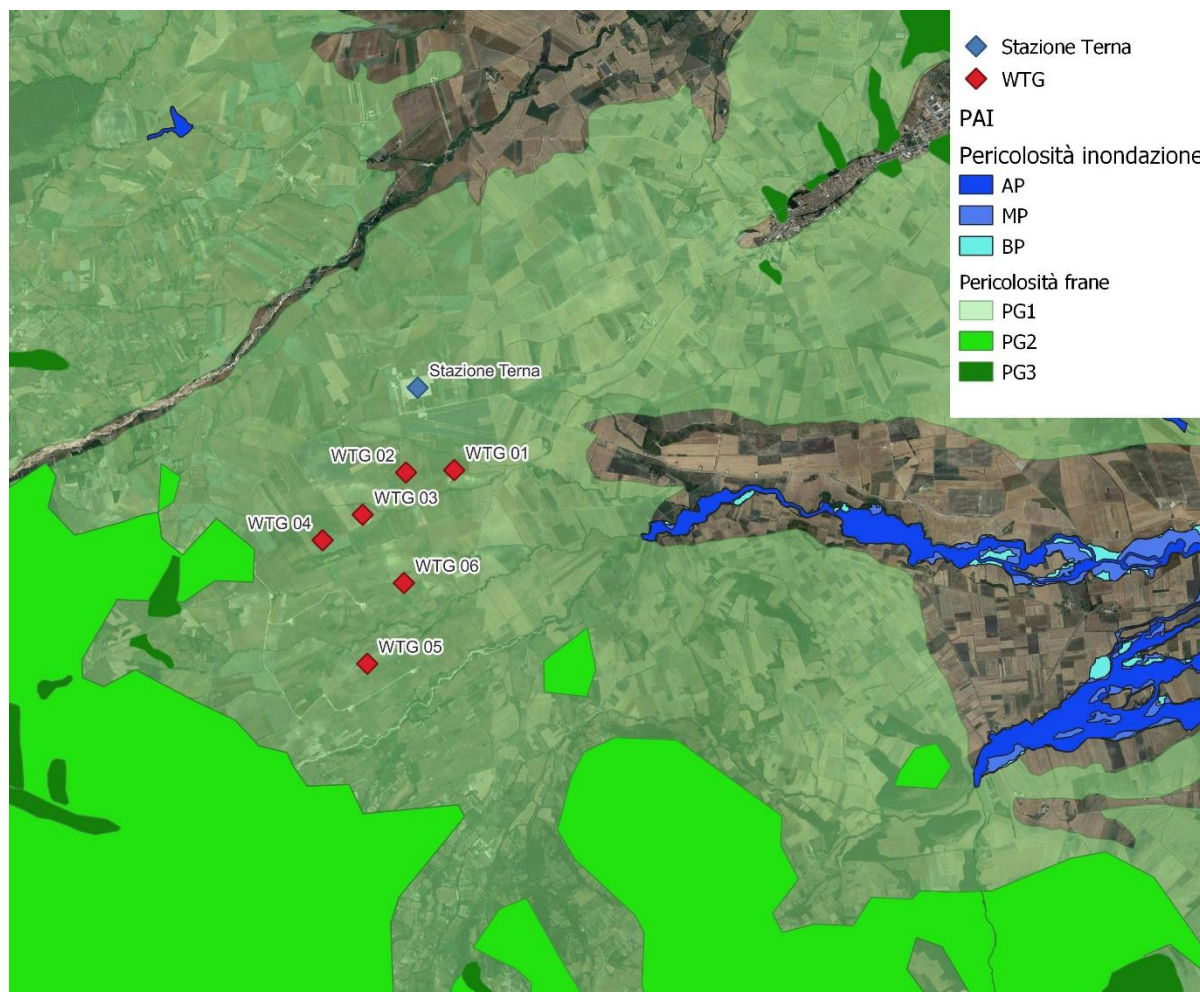 Stazione Terna
WTG
PAI
Pericolosità inondazione
AP
MP
BP
Pericolosità frane
PG1
PG2
PG3
Stazione Terna
WTG 02
WTG 01
WTG 03
WTG 04
WTG 06
WTG 05